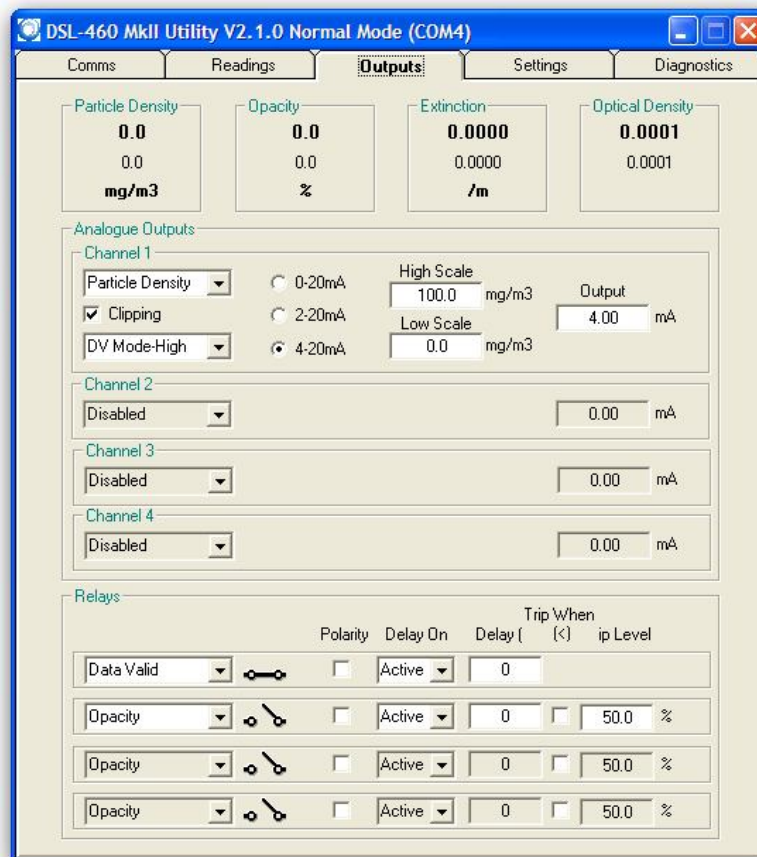 DSL-460 MkII Utility V2.1.0 Normal Mode (COM4)
Comms Readings Outputs Settings Diagnostics
Particle Density Opacity Extinction Optical Density
0.0 0.0 0.0000 0.0001
0.0 0.0 0.0000 0.0001
mg/m3 % /m
Analogue Outputs
Channel 1
Particle Density 0-20mA High Scale 100.0 mg/m3 Output
Clipping 2-20mA 4.00 mA
DV Mode-High 4-20mA Low Scale 0.0 mg/m3
Channel 2
Disabled 0.00 mA
Channel 3
Disabled 0.00 mA
Channel 4
Disabled 0.00 mA
Relays
Trip When
Polarity Delay On Delay ( (<) ip Level
Data Valid Active 0
Opacity Active 0 50.0 %
Opacity Active 0 50.0 %
Opacity Active 0 50.0 %